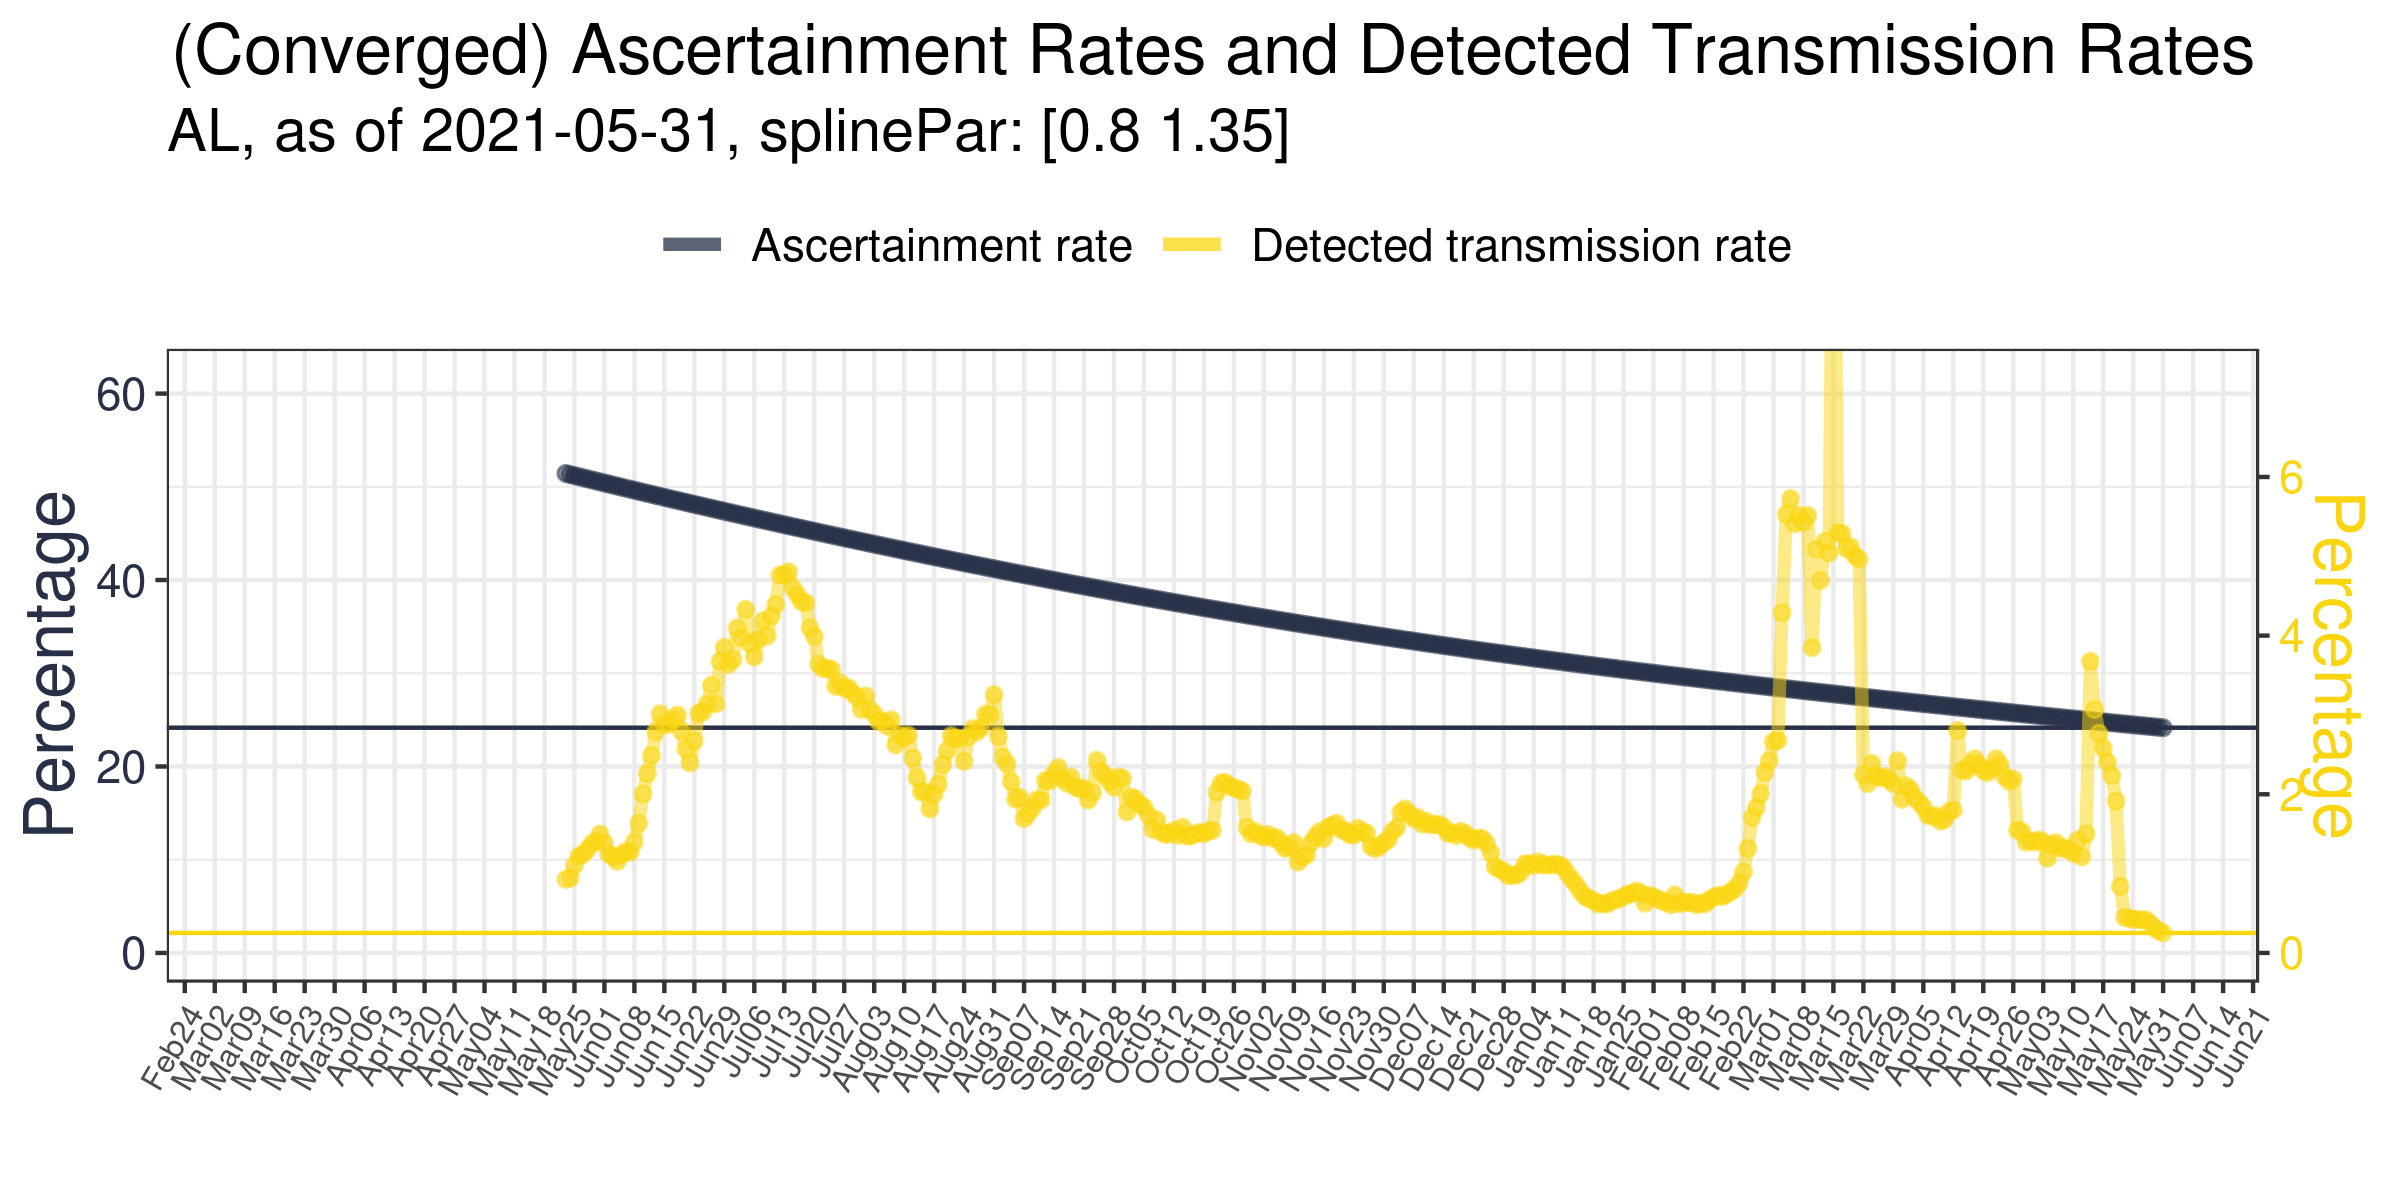 (Converged) Ascertainment Rates and Detected Transmission Rates
AL, as of 2021-05-31, splinePar: [0.8 1.35]
Ascertainment rate Detected transmission rate
Percentage
60
40
20
0
6
4
2
0
Percentage
Feb24 Mar02 Mar09 Mar16 Mar23 Mar30 Apr06 Apr13 Apr20 Apr27 May04 May11 May18 May25 Jun01 Jun08 Jun15 Jun22 Jun29 Jul06 Jul13 Jul20 Jul27 Aug03 Aug10 Aug17 Aug24 Aug31 Sep07 Sep14 Sep21 Sep28 Oct05 Oct12 Oct19 Oct26 Nov02 Nov09 Nov16 Nov23 Nov30 Dec07 Dec14 Dec21 Dec28 Jan04 Jan11 Jan18 Jan25 Feb01 Feb08 Feb15 Feb22 Mar01 Mar08 Mar15 Mar22 Mar29 Apr05 Apr12 Apr19 Apr26 May03 May10 May17 May24 May31 Jun07 Jun14 Jun21